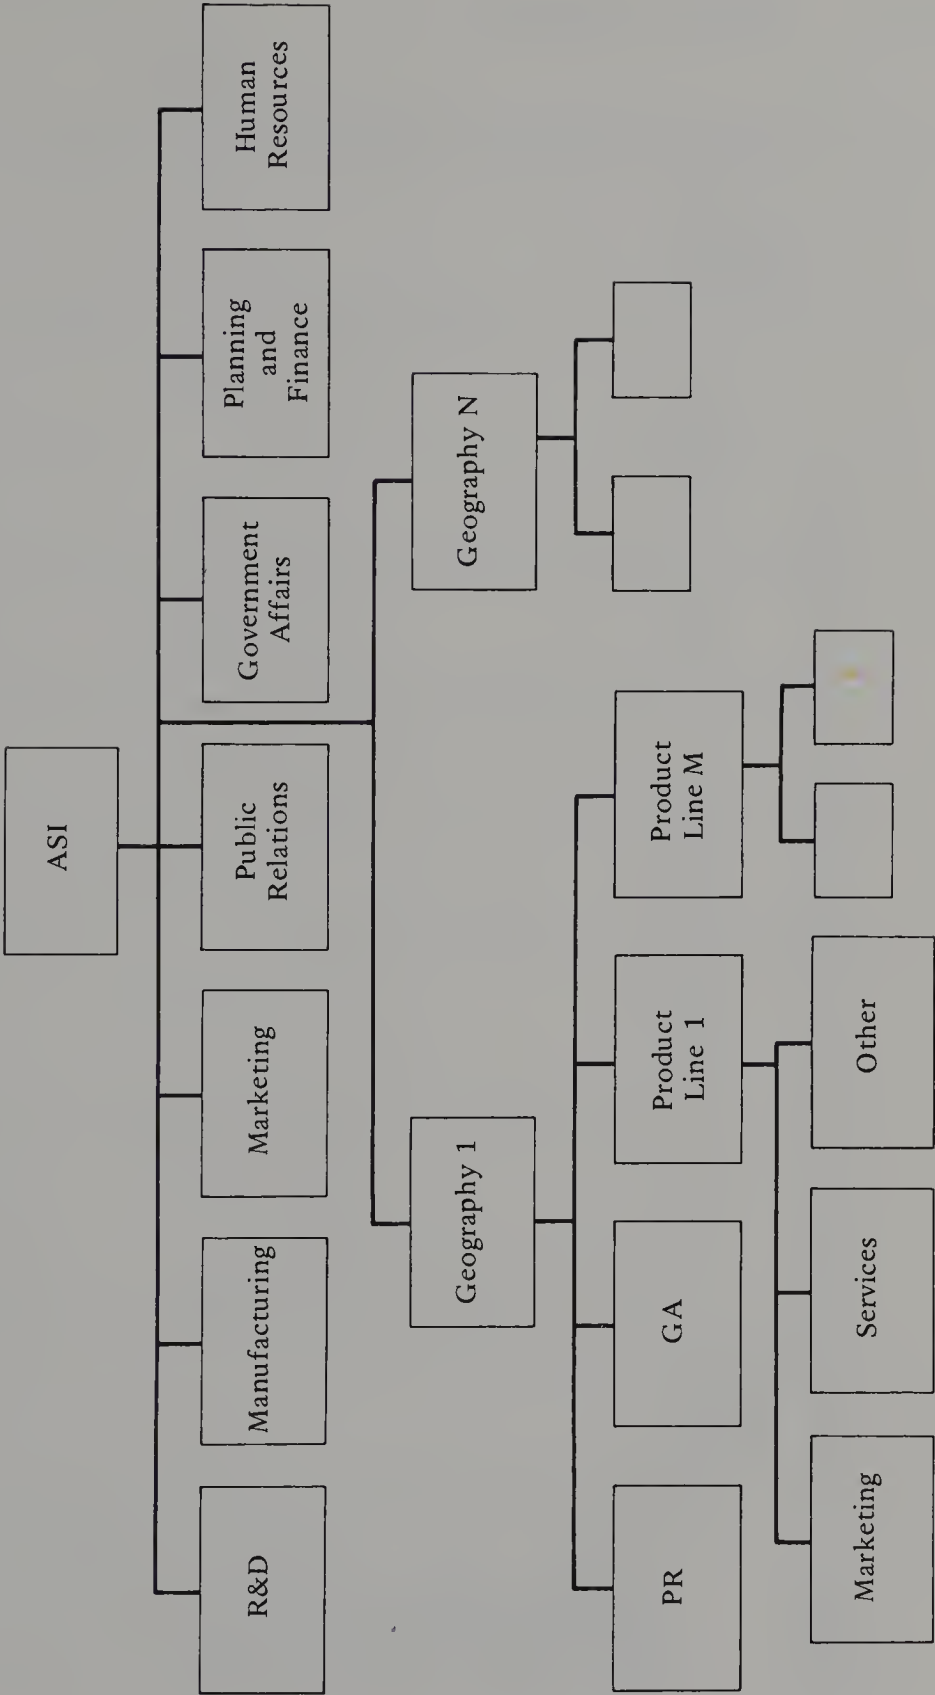 ASI
R&D
Manufacturing
Marketing
Public
Relations
Government
Affairs
Planning
and
Finance
Human
Resources
Geography 1
Geography N
PR
GA
Product
Line 1
Product
Line M
Marketing
Services
Other